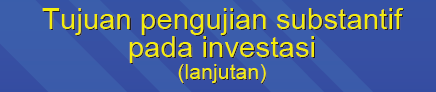 Tujuan pengujian substantif
pada investasi
(lanjutan)